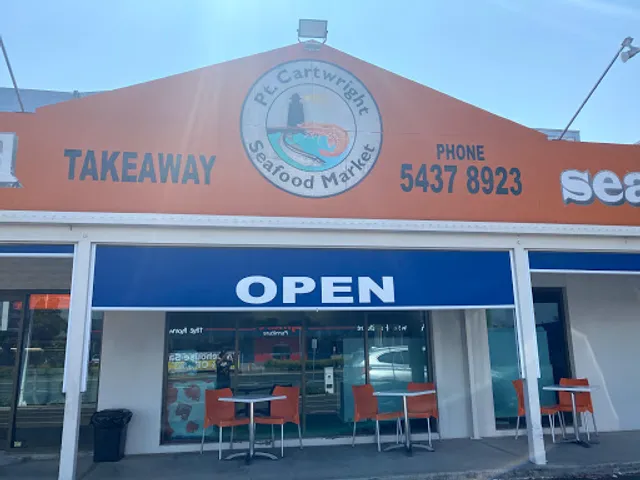 Pt. Cartwright
Seafood Market
TAKEAWAY
PHONE
5437 8923
sea
OPEN